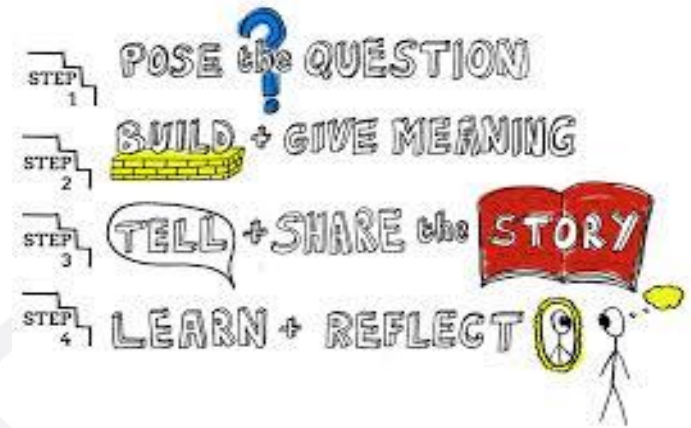 STEP 1 POSE the QUESTION
STEP 2 BUILD + GIVE MEANING
STEP 3 TELL + SHARE the STORY
STEP 4 LEARN + REFLECT